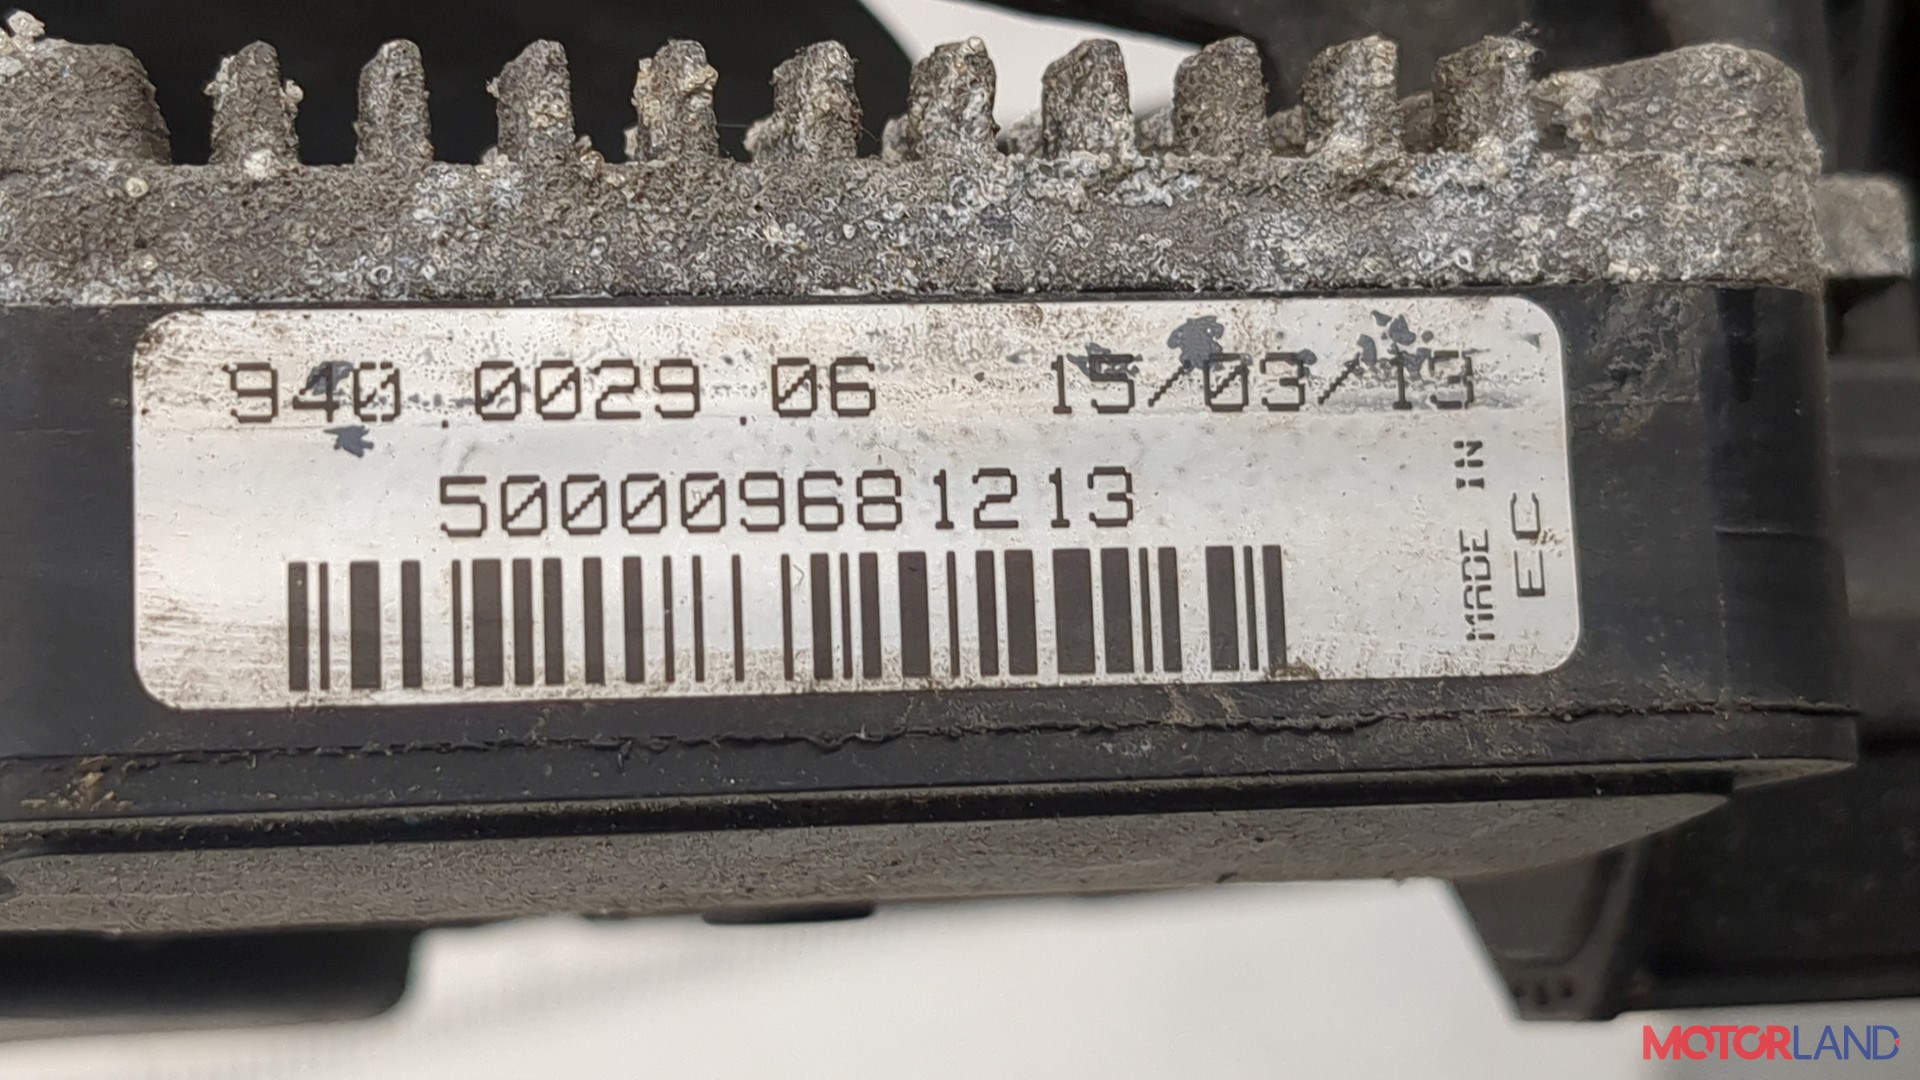 940.0029.06 15/03/13
500009681213
MADE IN
EC
MOTORLAND